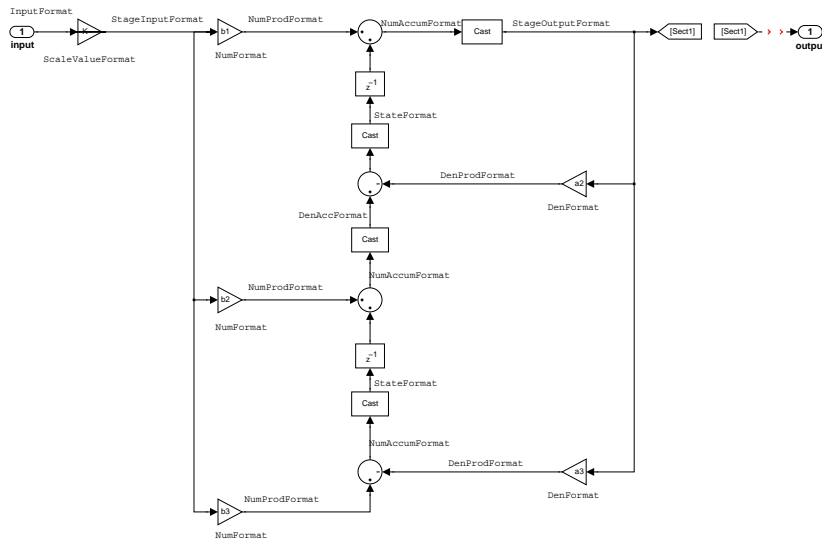 InputFormat
StageInputFormat
NumProdFormat
NumAccumFormat
StageOutputFormat
1
K
b1
Cast
[Sect1]
[Sect1]
1
input
output
ScaleValueFormat
NumFormat
z-1
StateFormat
Cast
DenProdFormat
a2
DenFormat
DenAccFormat
Cast
NumAccumFormat
NumProdFormat
b2
NumFormat
z-1
StateFormat
Cast
NumAccumFormat
DenProdFormat
a3
DenFormat
NumProdFormat
b3
NumFormat